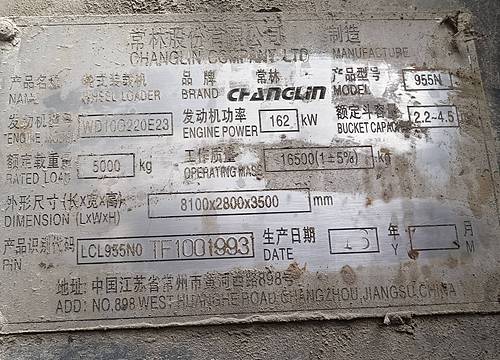 常林股份有限公司 制造
CHANGLIN COMPANY LTD MANUFACTURE
产品名称 轮式装载机 品牌 常林 产品型号 955N
NAME WHEEL LOADER BRAND CHANGLIN MODEL
发动机型号 WD10G220E23 发动机功率 162 kW 额定斗容量 2.2-4.5
ENGINE MODEL ENGINE POWER BUCKET CAPACITY
额定载重量 5000 kg 工作质量 16500(1±5%) kg
RATED LOAD OPERATING MASS
外形尺寸(长X宽X高) 8100x2800x3500 mm
DIMENSION (LxWxH)
产品识别代码 LCL955N0 TF1001993 生产日期 年 月
PIN DATE Y M
地址: 中国江苏省常州市黄河西路898号
ADD: NO,898 WEST HUANGHE ROAD CHANGZHOU,JIANGSU,CHINA